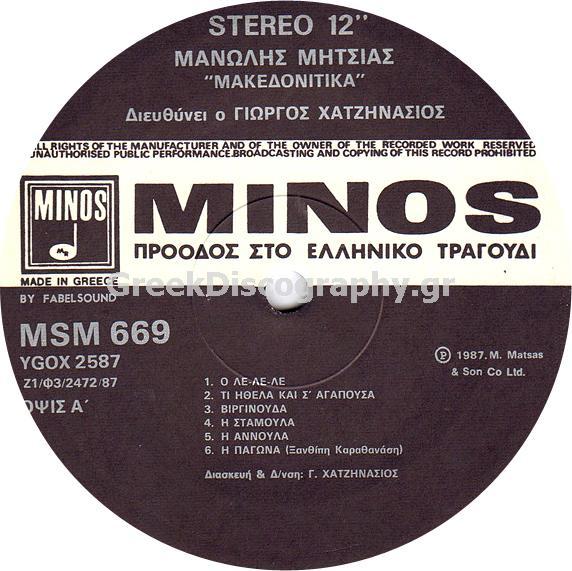 STEREO 12''
ΜΑΝΩΛΗΣ ΜΗΤΣΙΑΣ
"ΜΑΚΕΔΟΝΙΤΙΚΑ"
Διευθύνει ο ΓΙΩΡΓΟΣ ΧΑΤΖΗΝΑΣΙΟΣ
ALL RIGHTS OF THE MANUFACTURER AND OF THE OWNER OF THE RECORDED WORK RESERVED
UNAUTHORISED PUBLIC PERFORMANCE.BROADCASTING AND COPYING OF THIS RECORD PROHIBITED
MINOS
MR
MINOS
ΠΡΟΟΔΟΣ ΣΤΟ ΕΛΛΗΝΙΚΟ ΤΡΑΓΟΥΔΙ
MADE IN GREECE
GreekDiscography.gr
BY FABELSOUND
MSM 669
YGOX 2587
Ζ1/Φ3/2472/87
ΟΨΙΣ Α΄
Ⓟ 1987. M. Matsas
& Son Co Ltd.
1. Ο ΛΕ-ΛΕ-ΛΕ
2. ΤΙ ΗΘΕΛΑ ΚΑΙ Σ' ΑΓΑΠΟΥΣΑ
3. ΒΙΡΓΙΝΟΥΔΑ
4. Η ΣΤΑΜΟΥΛΑ
5. Η ΑΝΝΟΥΛΑ
6. Η ΠΑΓΩΝΑ (Ξανθίπη Καραθανάση)
Διασκευή & Δ/νση: Γ. ΧΑΤΖΗΝΑΣΙΟΣ